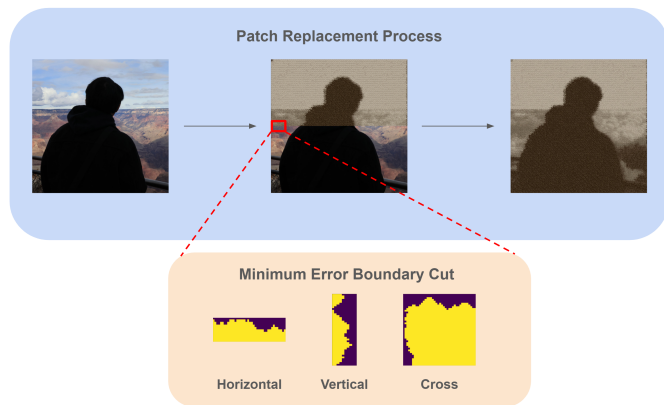 Patch Replacement Process
Minimum Error Boundary Cut
Horizontal
Vertical
Cross